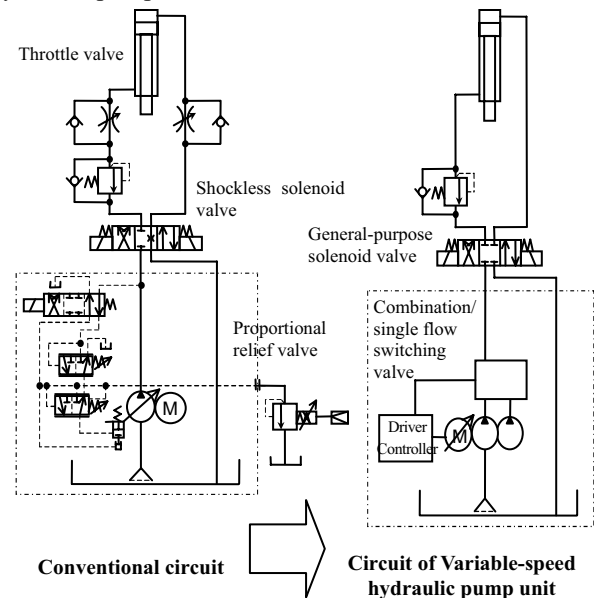 Throttle valve
Shockless solenoid
valve
General-purpose
solenoid valve
Proportional
relief valve
Combination/
single flow
switching
valve
M
Driver
Controller
M
Conventional circuit
Circuit of Variable-speed
hydraulic pump unit